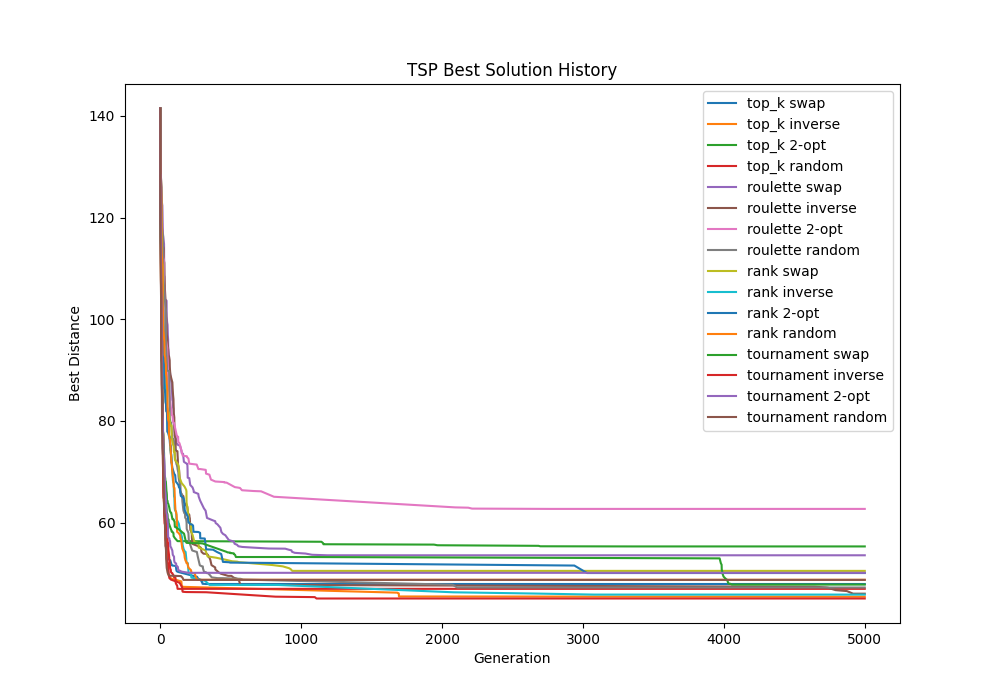 TSP Best Solution History
140
120
100
80
60
Best Distance
0
1000
2000
3000
4000
5000
Generation
top_k swap
top_k inverse
top_k 2-opt
top_k random
roulette swap
roulette inverse
roulette 2-opt
roulette random
rank swap
rank inverse
rank 2-opt
rank random
tournament swap
tournament inverse
tournament 2-opt
tournament random